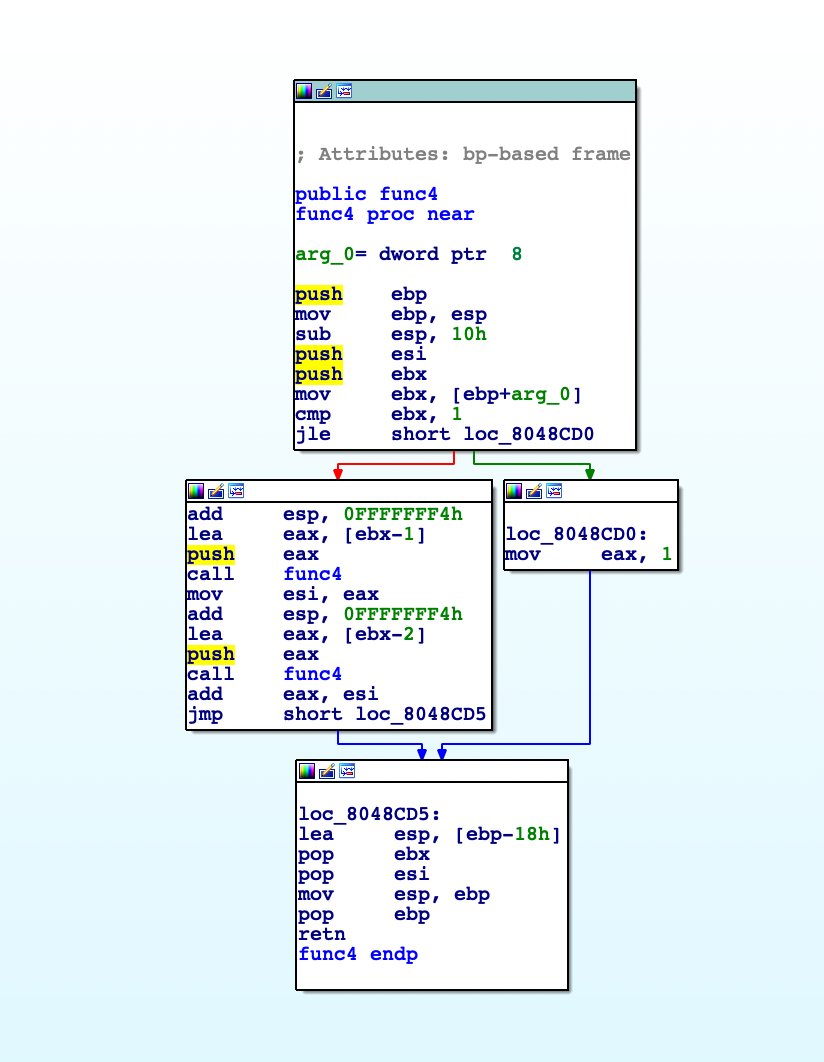 ; Attributes: bp-based frame
public func4
func4 proc near
arg_0= dword ptr  8
push    ebp
mov     ebp, esp
sub     esp, 10h
push    esi
push    ebx
mov     ebx, [ebp+arg_0]
cmp     ebx, 1
jle     short loc_8048CD0
add     esp, 0FFFFFFF4h
lea     eax, [ebx-1]
push    eax
call    func4
mov     esi, eax
add     esp, 0FFFFFFF4h
lea     eax, [ebx-2]
push    eax
call    func4
add     eax, esi
jmp     short loc_8048CD5
loc_8048CD0:
mov     eax, 1
loc_8048CD5:
lea     esp, [ebp-18h]
pop     ebx
pop     esi
mov     esp, ebp
pop     ebp
retn
func4 endp